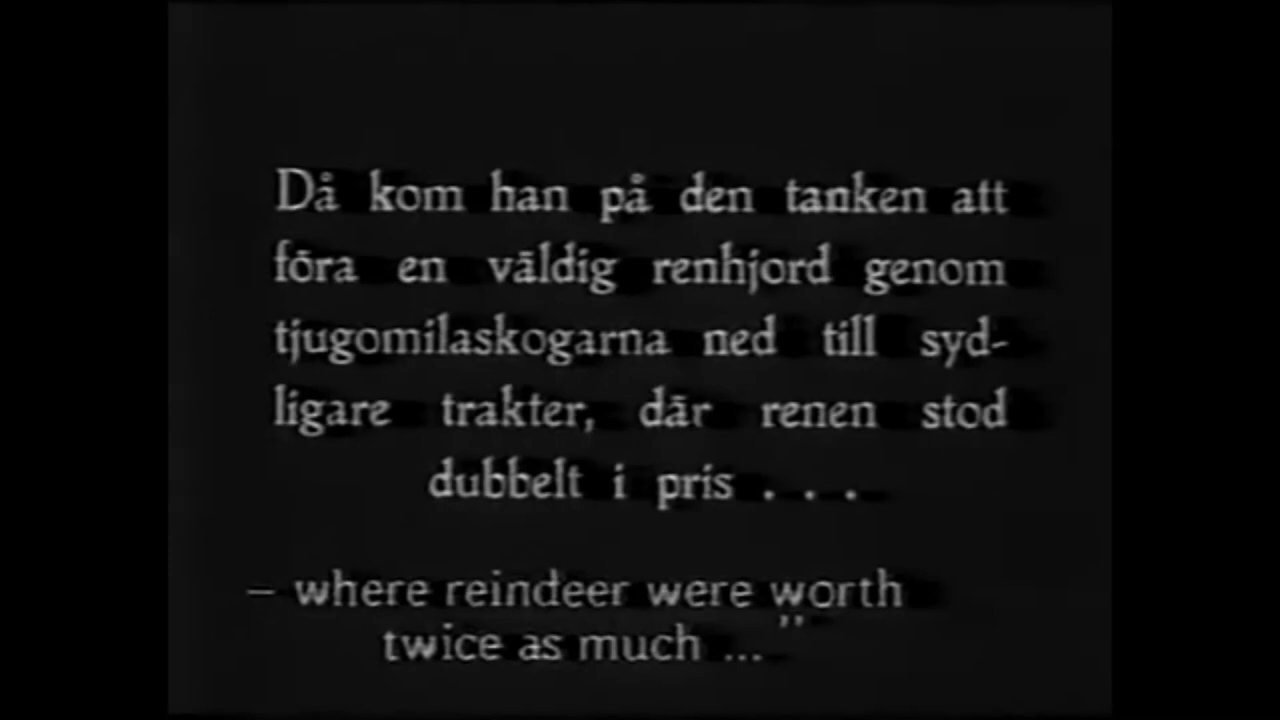 Då kom han på den tanken att
föra en väldig renhjord genom
tjugomilaskogarna ned till syd-
ligare trakter, där renen stod
dubbelt i pris . . .
– where reindeer were worth
twice as much ..."